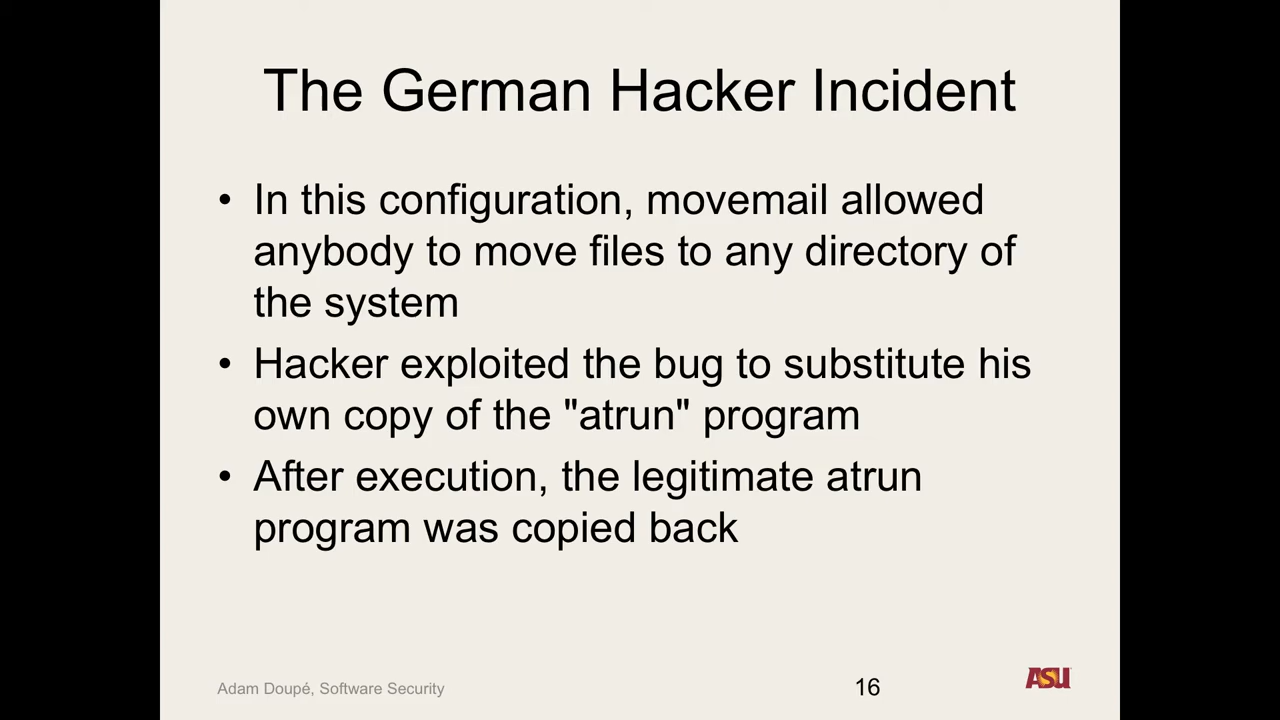 The German Hacker Incident
• In this configuration, movemail allowed
anybody to move files to any directory of
the system
• Hacker exploited the bug to substitute his
own copy of the "atrun" program
• After execution, the legitimate atrun
program was copied back
Adam Doupé, Software Security
16
ASU